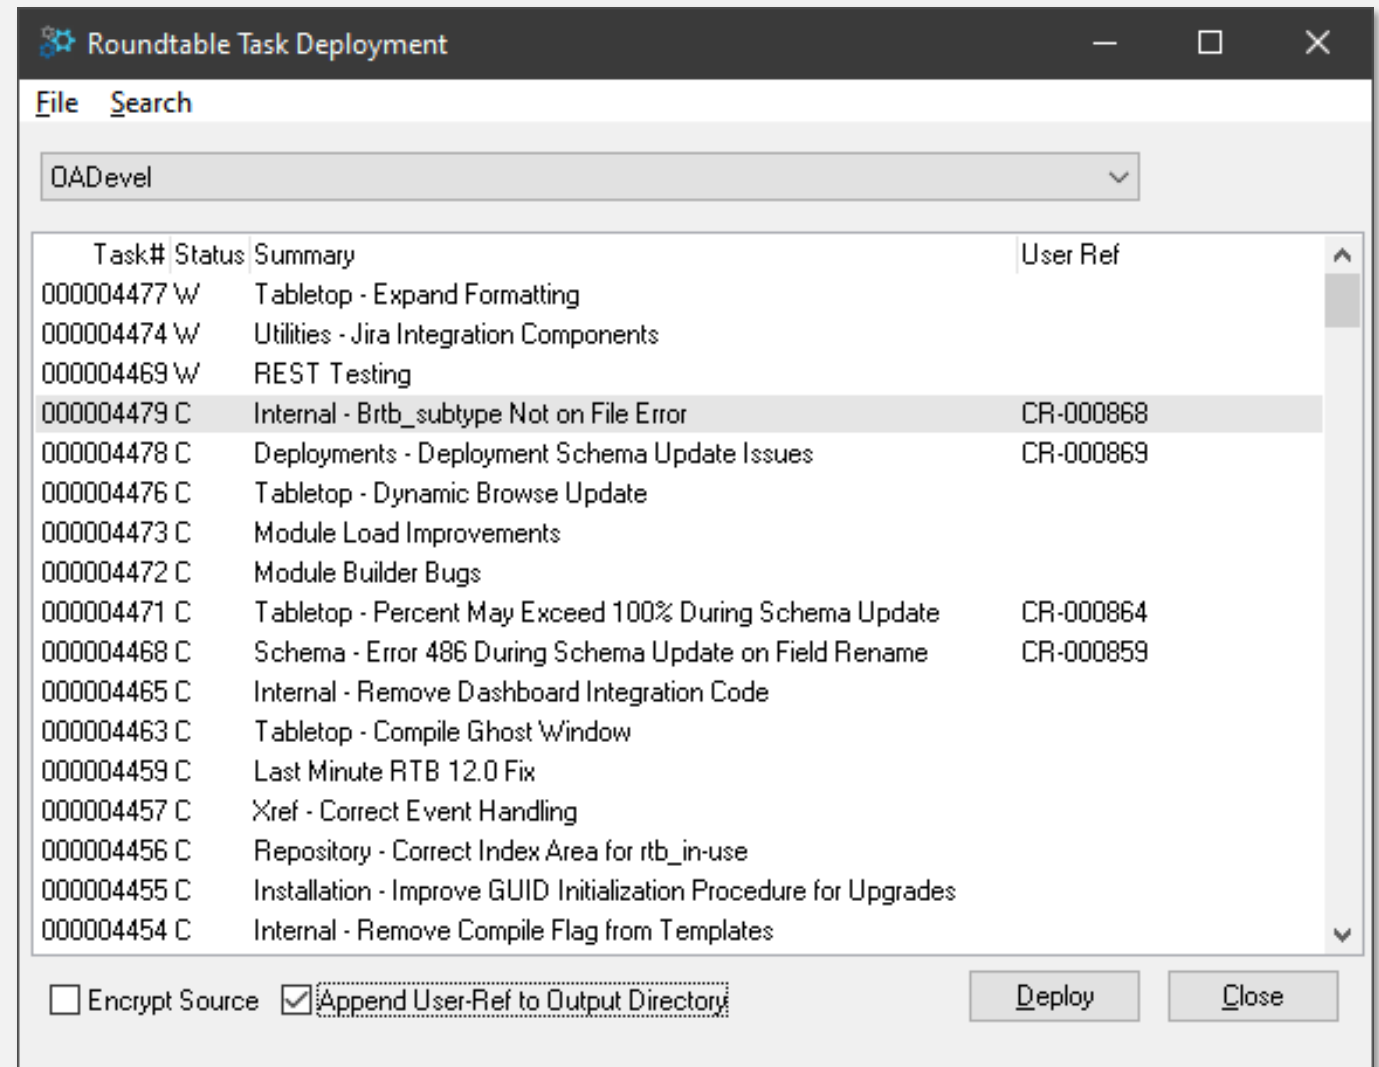 Roundtable Task Deployment
File Search
OADevel
Task# Status Summary User Ref
000004477 W Tabletop - Expand Formatting
000004474 W Utilities - Jira Integration Components
000004469 W REST Testing
000004479 C Internal - Brtb_subtype Not on File Error CR-000868
000004478 C Deployments - Deployment Schema Update Issues CR-000869
000004476 C Tabletop - Dynamic Browse Update
000004473 C Module Load Improvements
000004472 C Module Builder Bugs
000004471 C Tabletop - Percent May Exceed 100% During Schema Update CR-000864
000004468 C Schema - Error 486 During Schema Update on Field Rename CR-000859
000004465 C Internal - Remove Dashboard Integration Code
000004463 C Tabletop - Compile Ghost Window
000004459 C Last Minute RTB 12.0 Fix
000004457 C Xref - Correct Event Handling
000004456 C Repository - Correct Index Area for rtb_in-use
000004455 C Installation - Improve GUID Initialization Procedure for Upgrades
000004454 C Internal - Remove Compile Flag from Templates
Encrypt Source Append User-Ref to Output Directory Deploy Close